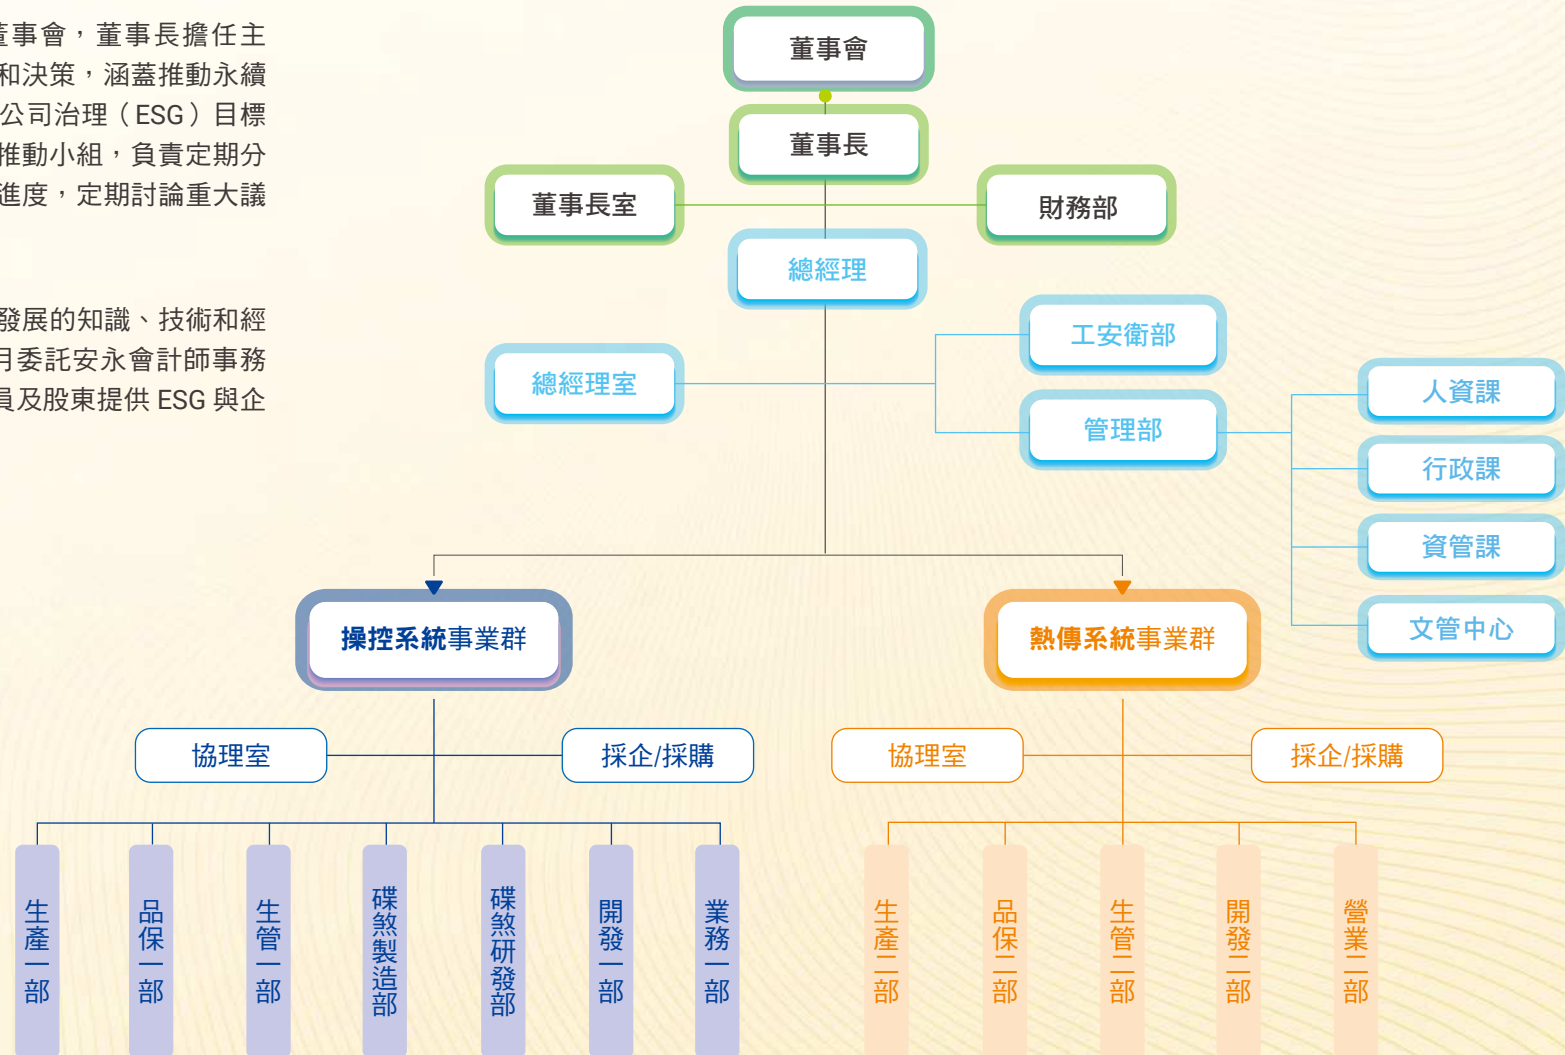 董事會，董事長擔任主
和決策，涵蓋推動永續
公司治理（ESG）目標
推動小組，負責定期分
進度，定期討論重大議
發展的知識、技術和經
月委託安永會計師事務
員及股東提供 ESG 與企
董事會
董事長
董事長室
財務部
總經理
工安衛部
總經理室
管理部
人資課
行政課
資管課
文管中心
操控系統事業群
熱傳系統事業群
協理室
採企/採購
協理室
採企/採購
生產一部
品保一部
生管一部
碟煞製造部
碟煞研發部
開發一部
業務一部
生產二部
品保二部
生管二部
開發二部
營業二部